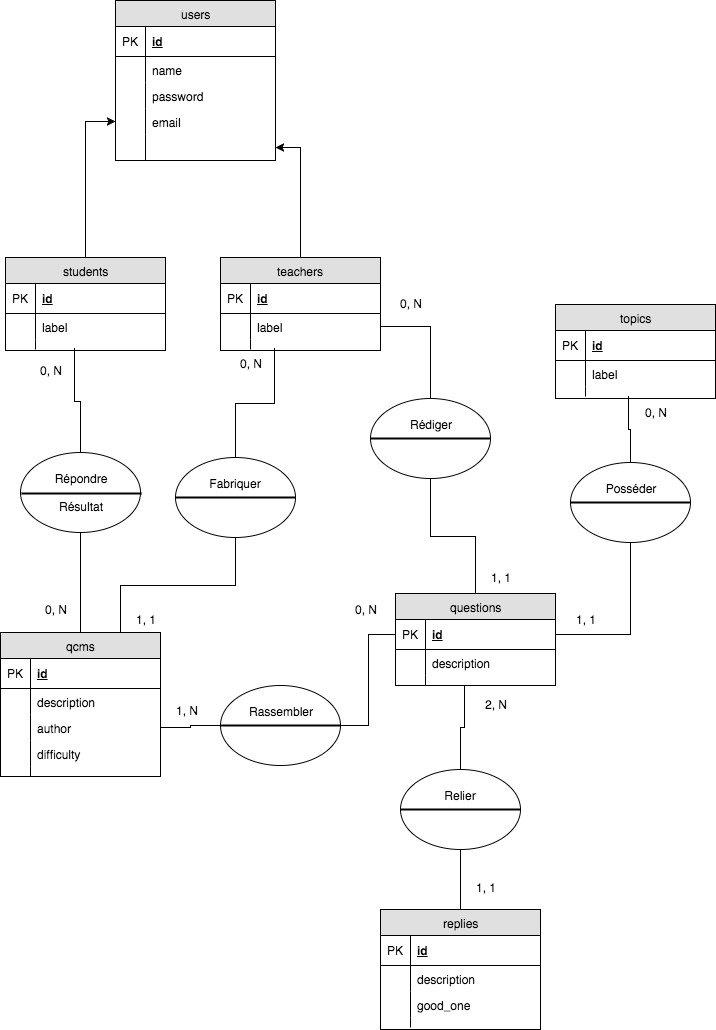 users
PK id
name
password
email
students
PK id
label
teachers
PK id
label
0, N
topics
PK id
label
0, N
0, N
0, N
Rédiger
Répondre
Résultat
Fabriquer
Posséder
0, N
1, 1
1, 1
0, N
1, 1
questions
PK id
description
qcms
PK id
description
author
difficulty
1, N
Rassembler
2, N
Relier
1, 1
replies
PK id
description
good_one